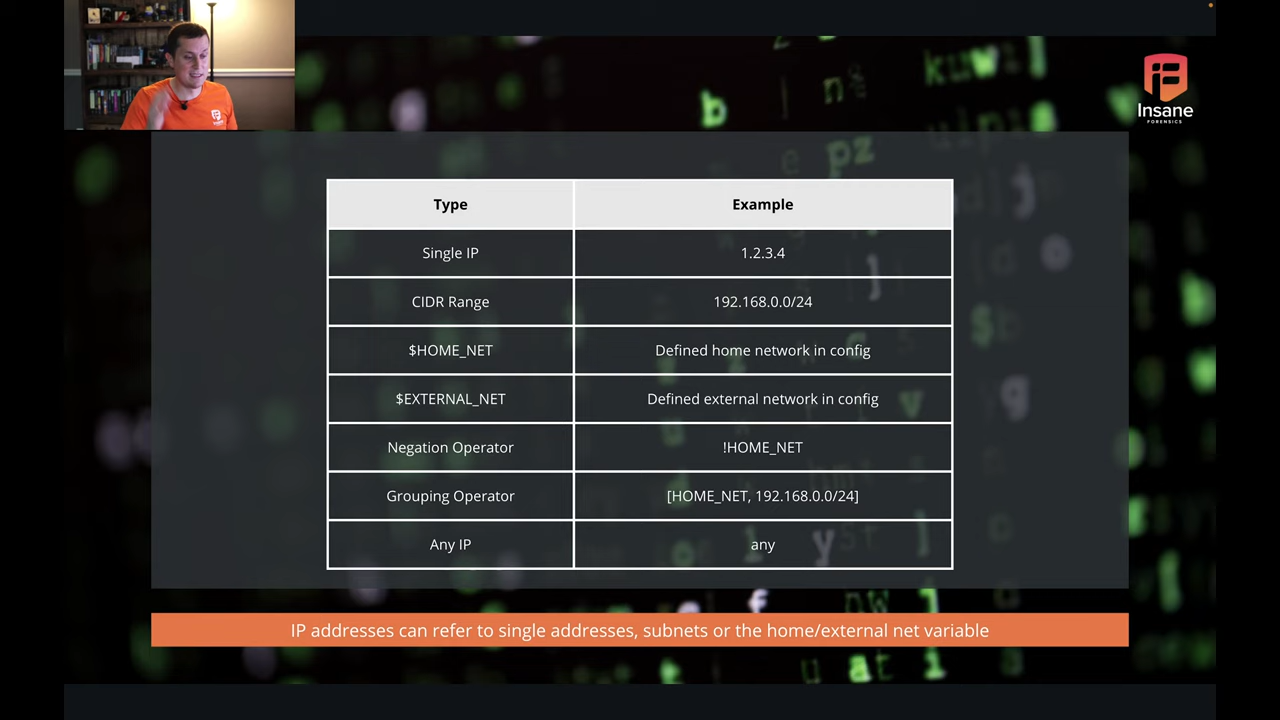 Insane
FORENSICS
Type Example
Single IP 1.2.3.4
CIDR Range 192.168.0.0/24
$HOME_NET Defined home network in config
$EXTERNAL_NET Defined external network in config
Negation Operator !HOME_NET
Grouping Operator [HOME_NET, 192.168.0.0/24]
Any IP any
IP addresses can refer to single addresses, subnets or the home/external net variable